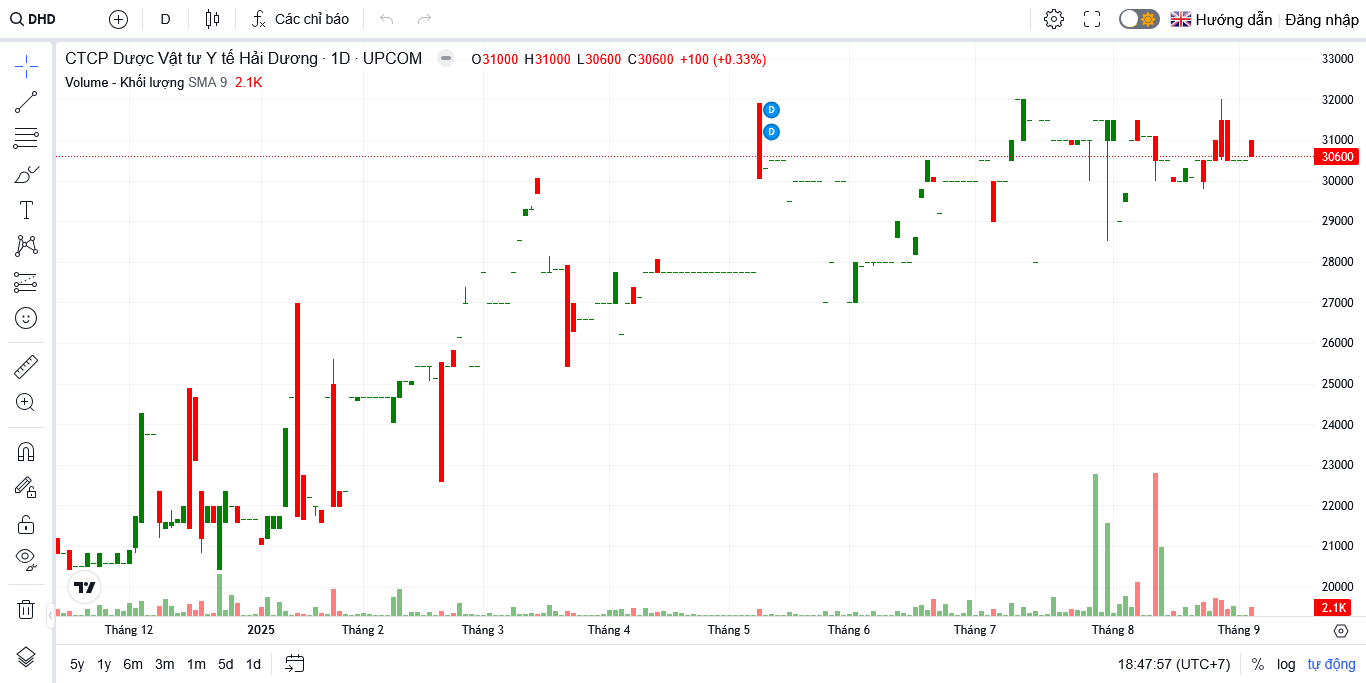 DHD D Các chỉ báo Hướng dẫn Đăng nhập
CTCP Dược Vật tư Y tế Hải Dương · 1D · UPCOM O31000 H31000 L30600 C30600 +100 (+0.33%)
Volume - Khối lượng SMA 9 2.1K
33000
32000
31000
30600
30000
29000
28000
27000
26000
25000
24000
23000
22000
21000
20000
2.1K
D
D
Tháng 12 2025 Tháng 2 Tháng 3 Tháng 4 Tháng 5 Tháng 6 Tháng 7 Tháng 8 Tháng 9
5y 1y 6m 3m 1m 5d 1d 18:47:57 (UTC+7) % log tự động